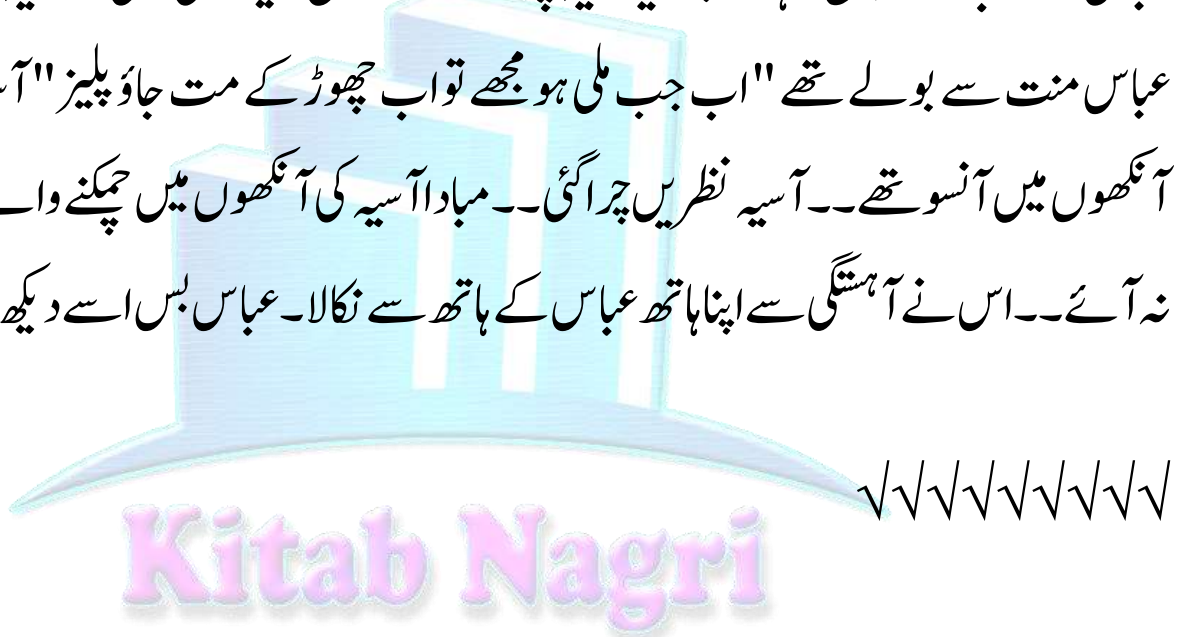 عباس منت سے بولے تھے "اب جب ملی ہو مجھے تو اب چھوڑ کے مت جاؤ پلیز"
آنکھوں میں آنسو تھے۔۔آسیہ نظریں چرا گئی۔۔مبادا آسیہ کی آنکھوں میں چمکنے
نہ آئے۔۔اس نے آہستگی سے اپنا ہاتھ عباس کے ہاتھ سے نکالا۔عباس بس اسے دیکھ
√√√√√√√√√
Kitab Nagri